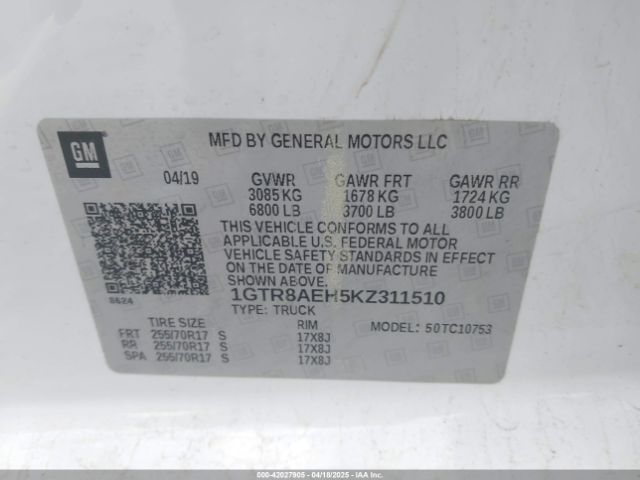 GM
MFD BY GENERAL MOTORS LLC
04/19 GVWR GAWR FRT GAWR RR
3085 KG 1678 KG 1724 KG
6800 LB 3700 LB 3800 LB
THIS VEHICLE CONFORMS TO ALL
APPLICABLE U.S. FEDERAL MOTOR
VEHICLE SAFETY STANDARDS IN EFFECT
ON THE DATE OF MANUFACTURE
SHOWN ABOVE.
8624
1GTR8AEH5KZ311510
TYPE: TRUCK
TIRE SIZE RIM MODEL: 50TC10753
FRT 255/70R17 S 17X8J
RR 255/70R17 S 17X8J
SPA 255/70R17 S 17X8J
000-42027905 - 04/18/2025 - IAAI.COM